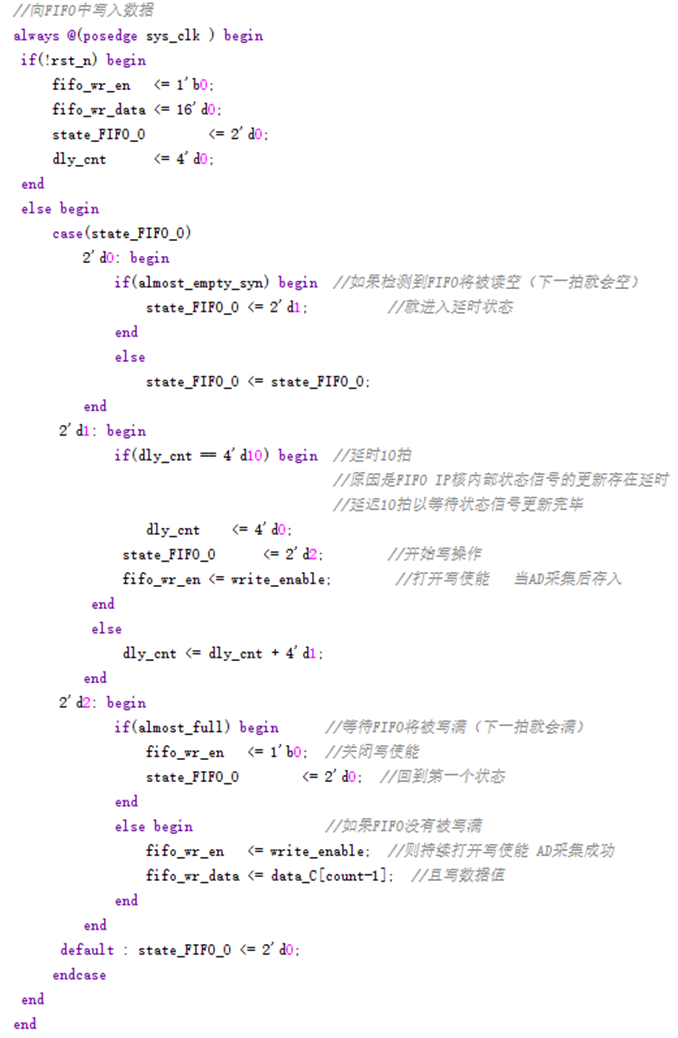 //向FIFO中写入数据
always @(posedge sys_clk ) begin
if(!rst_n) begin
fifo_wr_en <= 1'b0;
fifo_wr_data <= 16'd0;
state_FIFO_0 <= 2'd0;
dly_cnt <= 4'd0;
end
else begin
case(state_FIFO_0)
2'd0: begin
if(almost_empty_syn) begin //如果检测到FIFO将被读空（下一拍就会空）
state_FIFO_0 <= 2'd1; //就进入延时状态
end
else
state_FIFO_0 <= state_FIFO_0;
end
2'd1: begin
if(dly_cnt == 4'd10) begin //延时10拍
//原因是FIFO IP核内部状态信号的更新存在延时
//延迟10拍以等待状态信号更新完毕
dly_cnt <= 4'd0;
state_FIFO_0 <= 2'd2; //开始写操作
fifo_wr_en <= write_enable; //打开写使能 当AD采集后存入
end
else
dly_cnt <= dly_cnt + 4'd1;
end
2'd2: begin
if(almost_full) begin //等待FIFO将被写满（下一拍就会满）
fifo_wr_en <= 1'b0; //关闭写使能
state_FIFO_0 <= 2'd0; //回到第一个状态
end
else begin //如果FIFO没有被写满
fifo_wr_en <= write_enable; //则持续打开写使能 AD采集成功
fifo_wr_data <= data_C[count-1]; //且写数据值
end
end
default : state_FIFO_0 <= 2'd0;
endcase
end
end